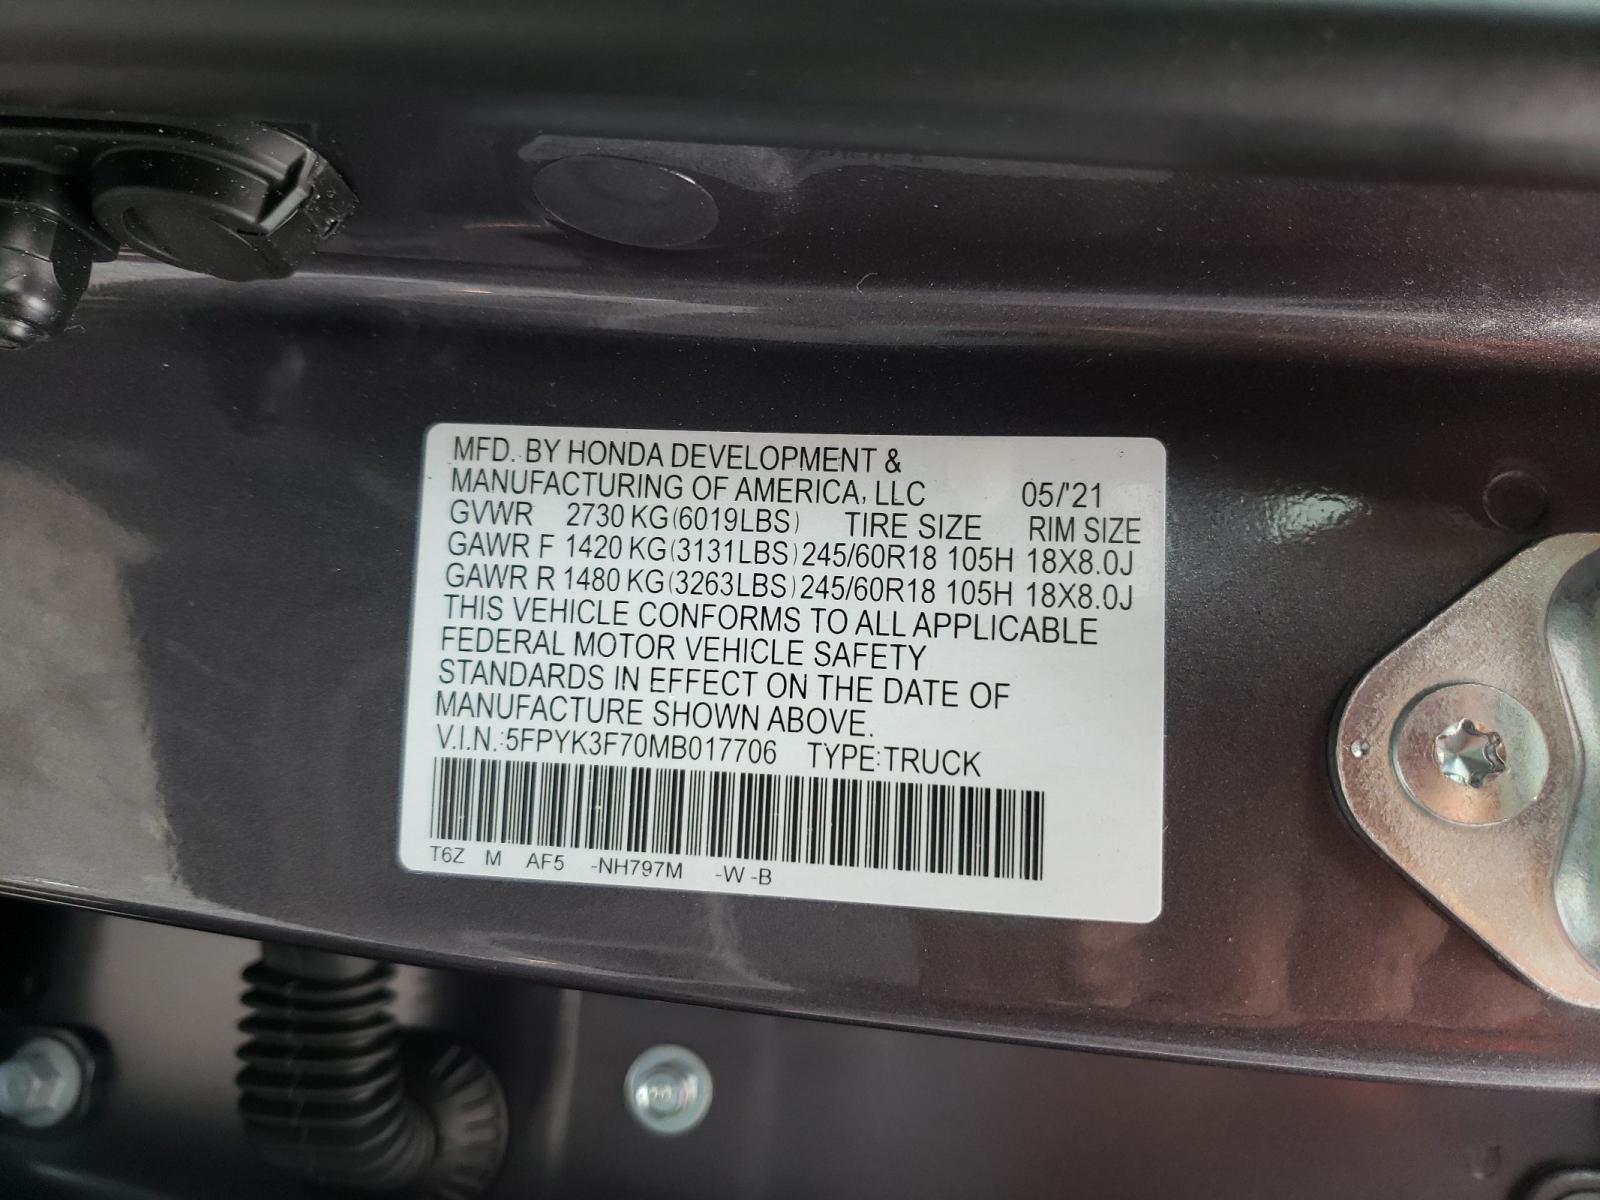 MFD. BY HONDA DEVELOPMENT &
MANUFACTURING OF AMERICA, LLC 05/'21
GVWR 2730 KG(6019LBS) TIRE SIZE RIM SIZE
GAWR F 1420 KG(3131LBS) 245/60R18 105H 18X8.0J
GAWR R 1480 KG(3263LBS) 245/60R18 105H 18X8.0J
THIS VEHICLE CONFORMS TO ALL APPLICABLE
FEDERAL MOTOR VEHICLE SAFETY
STANDARDS IN EFFECT ON THE DATE OF
MANUFACTURE SHOWN ABOVE.
V.I.N.:5FPYK3F70MB017706 TYPE:TRUCK
T6Z M AF5 -NH797M -W -B